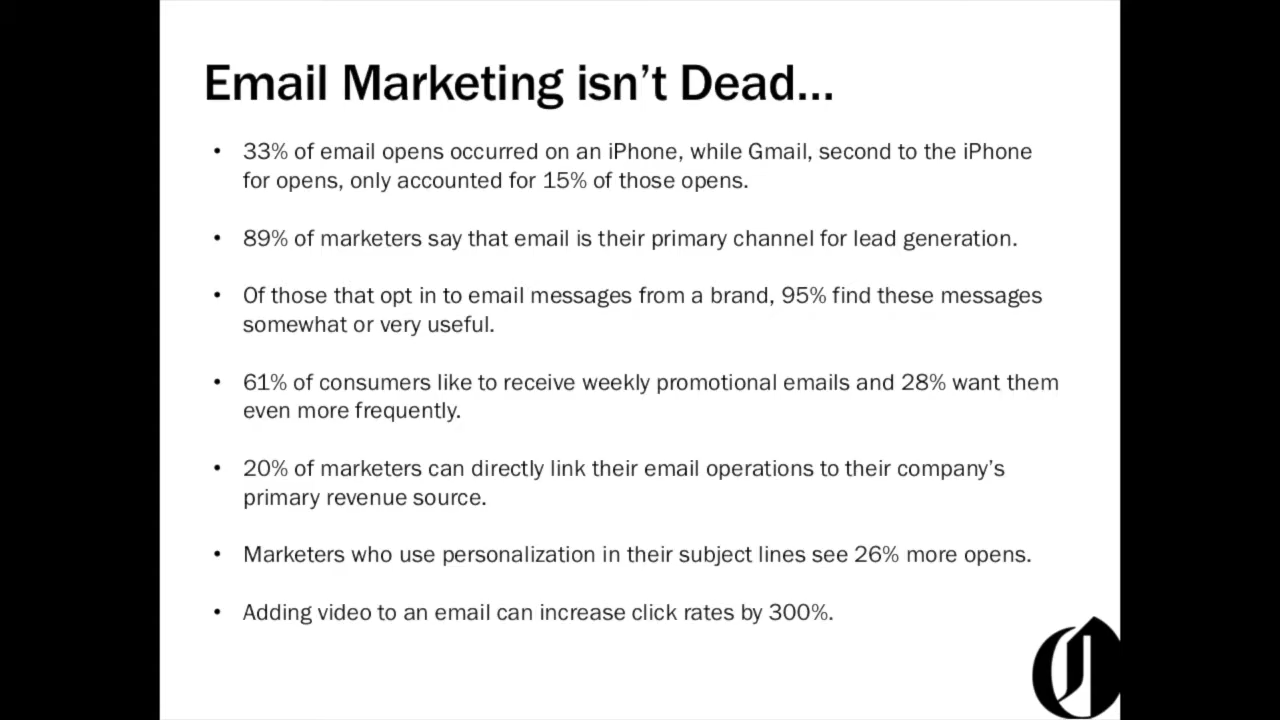 Email Marketing isn’t Dead...
• 33% of email opens occurred on an iPhone, while Gmail, second to the iPhone
for opens, only accounted for 15% of those opens.
• 89% of marketers say that email is their primary channel for lead generation.
• Of those that opt in to email messages from a brand, 95% find these messages
somewhat or very useful.
• 61% of consumers like to receive weekly promotional emails and 28% want them
even more frequently.
• 20% of marketers can directly link their email operations to their company’s
primary revenue source.
• Marketers who use personalization in their subject lines see 26% more opens.
• Adding video to an email can increase click rates by 300%.